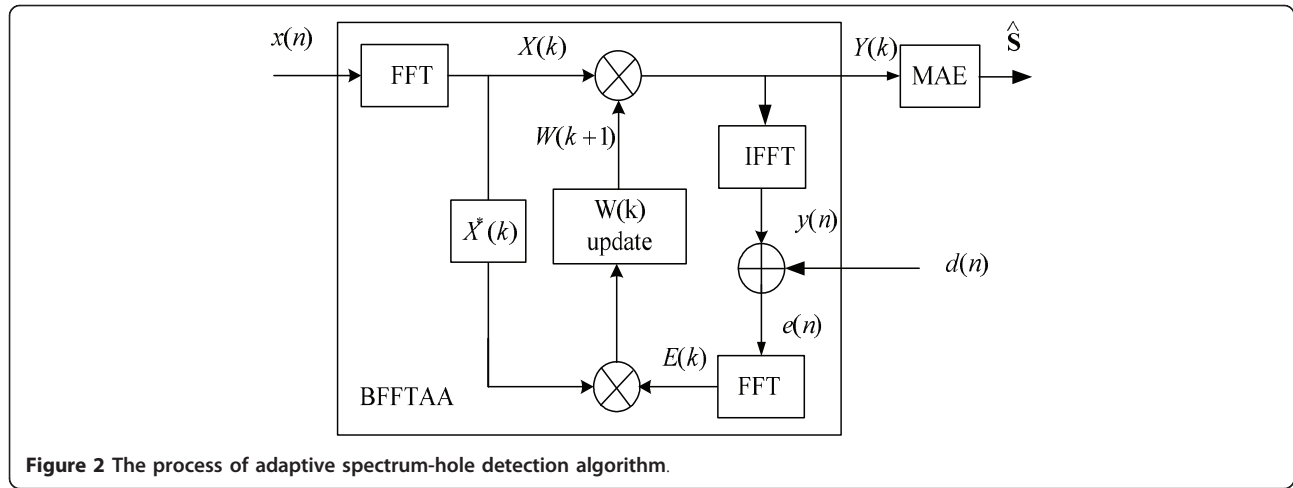 x(n)
FFT
X(k)
Y(k)
MAE
Ŝ
W(k+1)
IFFT
X*(k)
W(k)
update
y(n)
d(n)
e(n)
E(k)
FFT
BFFTAA
Figure 2 The process of adaptive spectrum-hole detection algorithm.